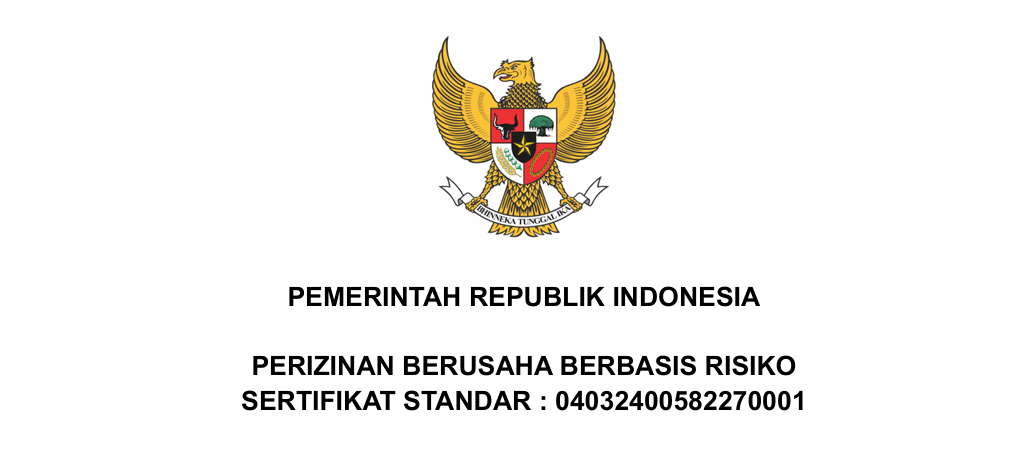 BHINNEKA TUNGGAL IKA
PEMERINTAH REPUBLIK INDONESIA
PERIZINAN BERUSAHA BERBASIS RISIKO
SERTIFIKAT STANDAR : 04032400582270001